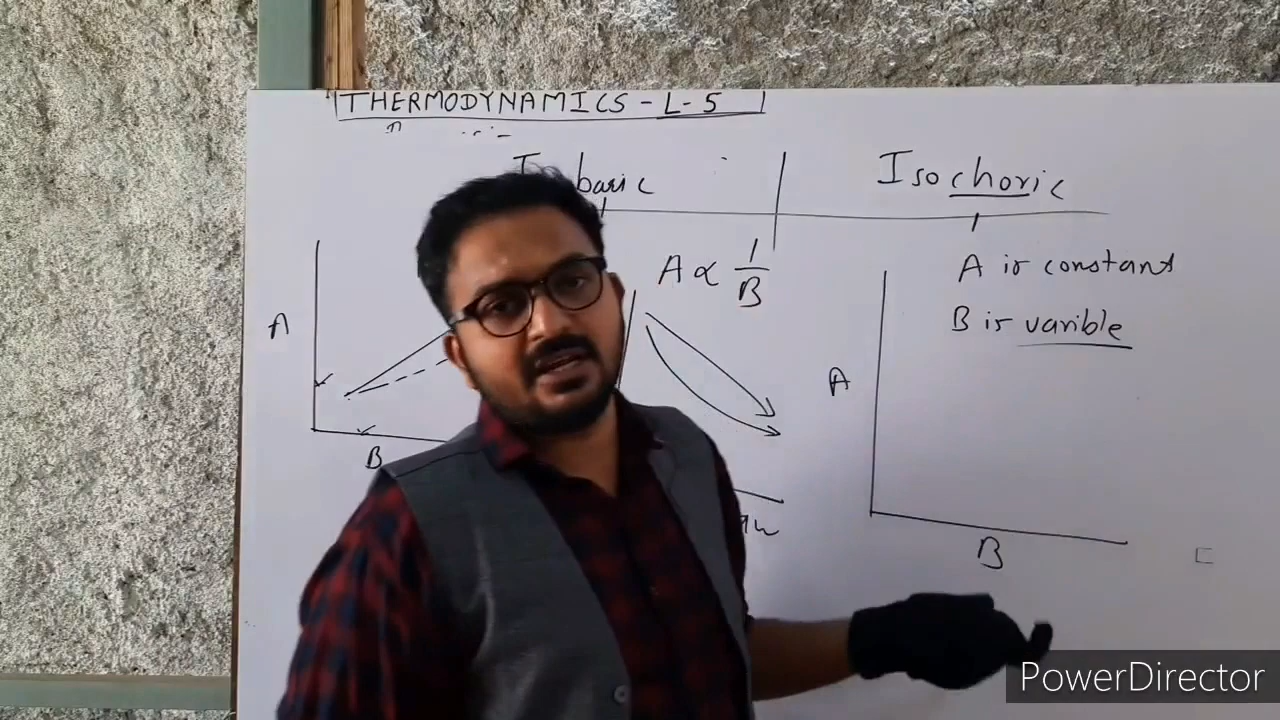 THERMODYNAMICS - L-5
baric
Isochoric
A ∝ 1/B
A is constant
B is varible
A
B
A
B
PowerDirector